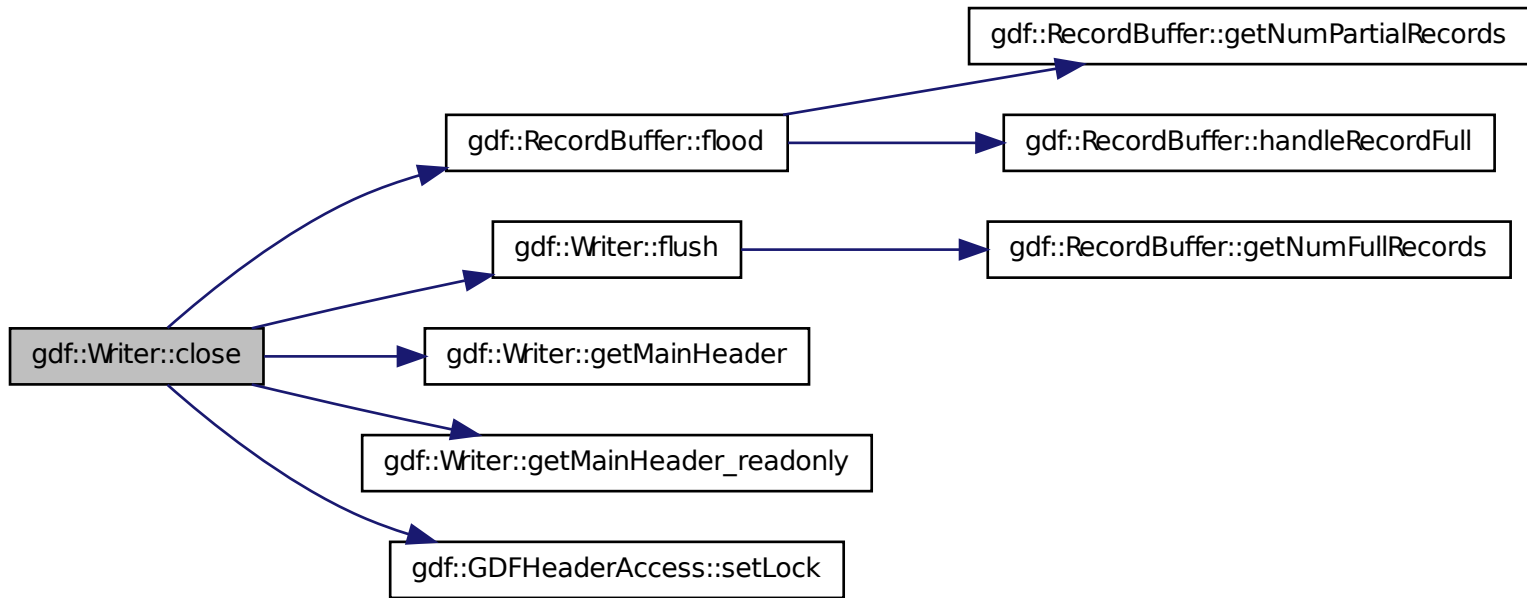 gdf::RecordBuffer::getNumPartialRecords
gdf::RecordBuffer::flood
gdf::RecordBuffer::handleRecordFull
gdf::Writer::flush
gdf::RecordBuffer::getNumFullRecords
gdf::Writer::close
gdf::Writer::getMainHeader
gdf::Writer::getMainHeader_readonly
gdf::GDFHeaderAccess::setLock